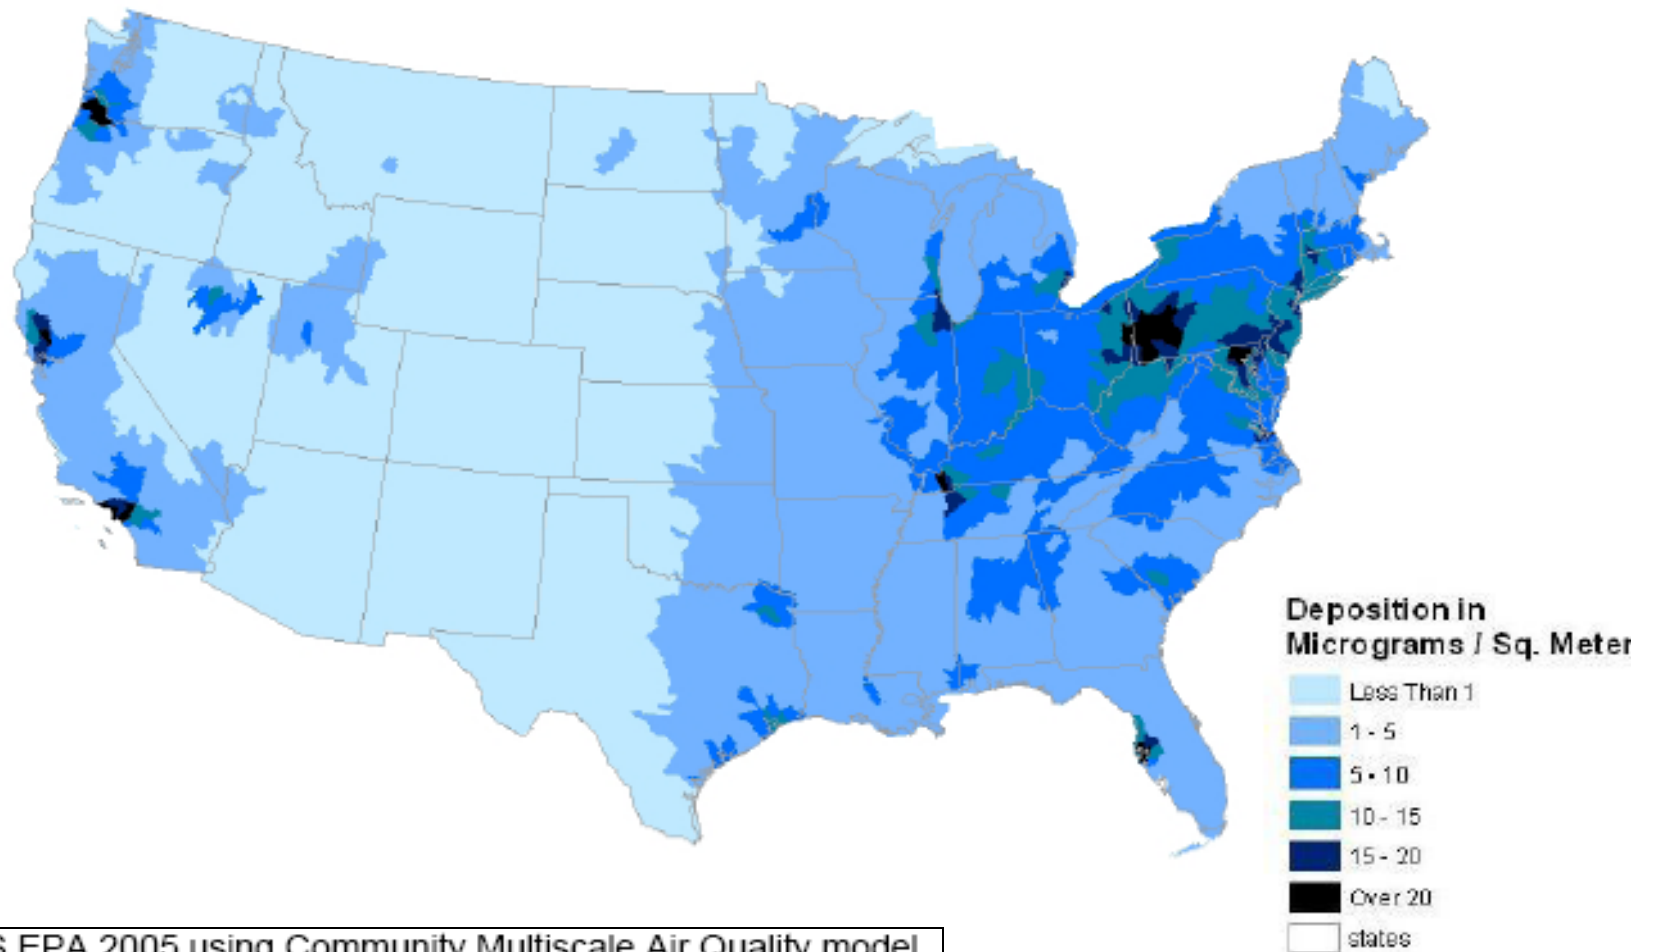 Deposition in
Micrograms / Sq. Meter
Less Than 1
1 - 5
5 - 10
10 - 15
15 - 20
Over 20
states
EPA 2005 using Community Multiscale Air Quality model